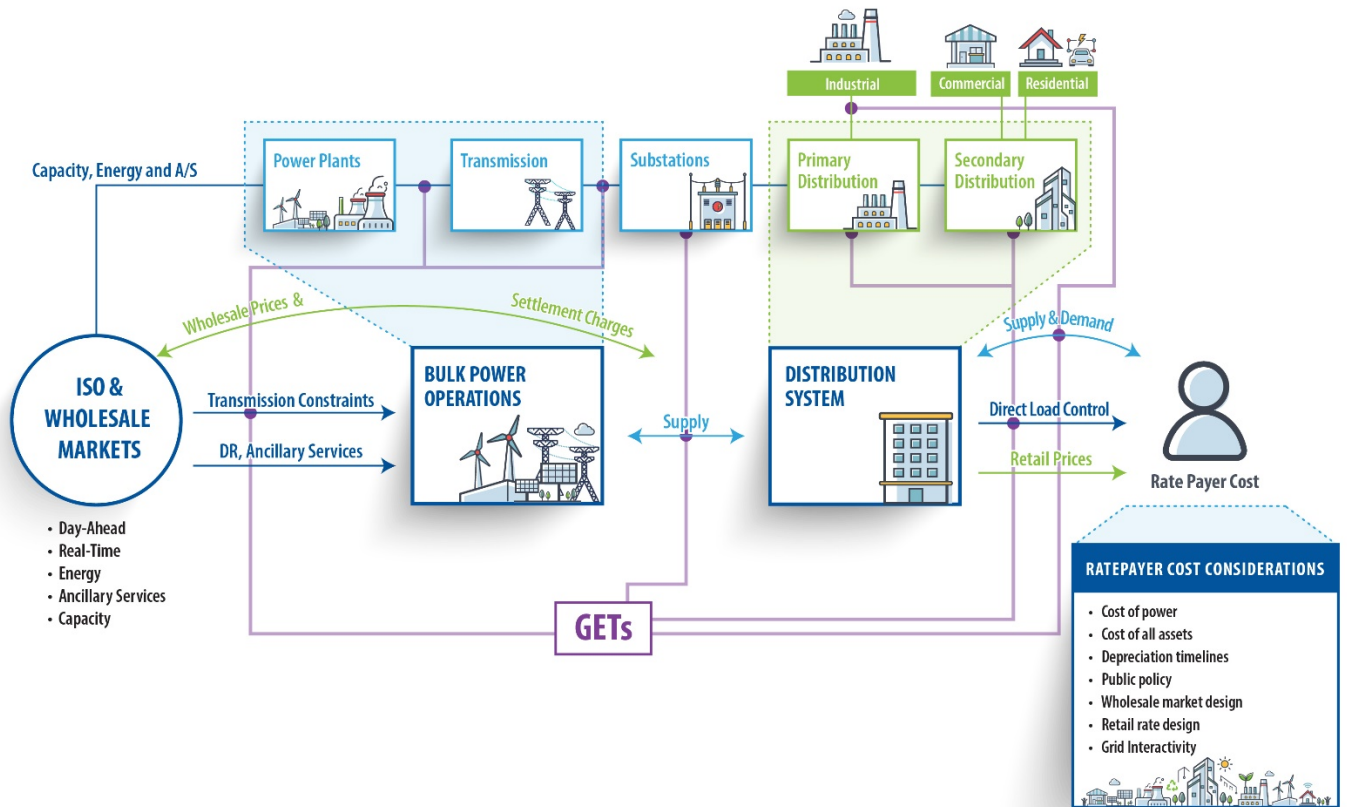 Industrial
Commercial
Residential
Capacity, Energy and A/S
Power Plants
Transmission
Substations
Primary
Distribution
Secondary
Distribution
Wholesale Prices &
Settlement Charges
Supply & Demand
ISO &
WHOLESALE
MARKETS
Transmission Constraints
DR, Ancillary Services
BULK POWER
OPERATIONS
Supply
DISTRIBUTION
SYSTEM
Direct Load Control
Retail Prices
Rate Payer Cost
• Day-Ahead
• Real-Time
• Energy
• Ancillary Services
• Capacity
GETs
RATEPAYER COST CONSIDERATIONS
• Cost of power
• Cost of all assets
• Depreciation timelines
• Public policy
• Wholesale market design
• Retail rate design
• Grid Interactivity